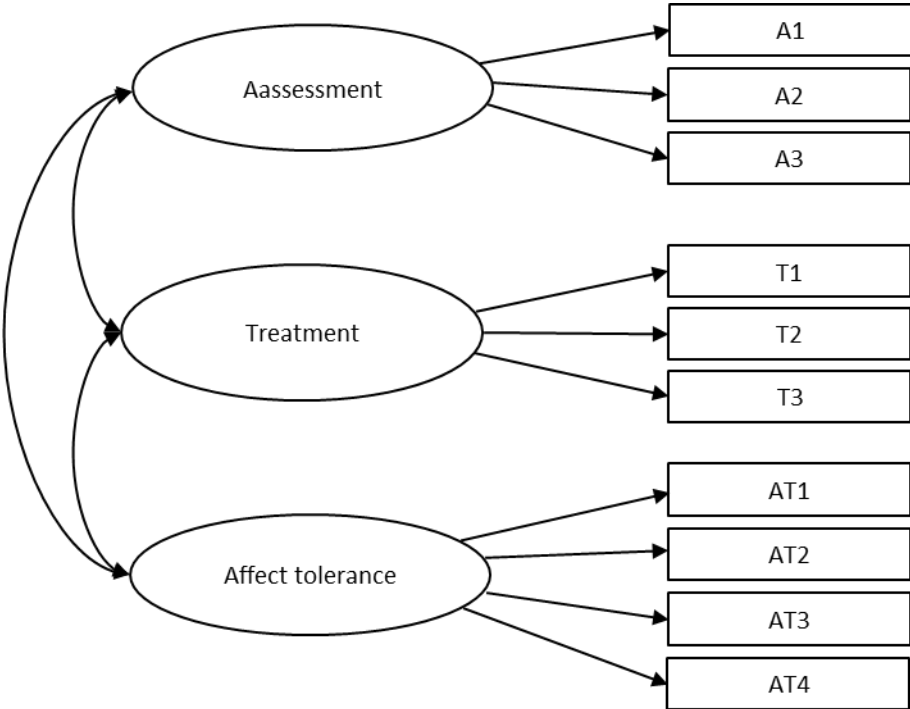 Aassessment
A1
A2
A3
Treatment
T1
T2
T3
Affect tolerance
AT1
AT2
AT3
AT4